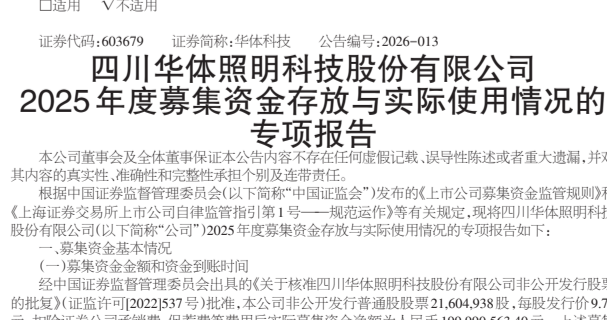 □适用 √不适用
证券代码:603679 证券简称:华体科技 公告编号:2026-013
四川华体照明科技股份有限公司
2025年度募集资金存放与实际使用情况的
专项报告
本公司董事会及全体董事保证本公告内容不存在任何虚假记载、误导性陈述或者重大遗漏,并对
其内容的真实性、准确性和完整性承担个别及连带责任。
根据中国证券监督管理委员会(以下简称“中国证监会”)发布的《上市公司募集资金监管规则》和
《上海证券交易所上市公司自律监管指引第1号——规范运作》等有关规定,现将四川华体照明科技
股份有限公司(以下简称“公司”)2025年度募集资金存放与实际使用情况的专项报告如下:
一、募集资金基本情况
(一)募集资金金额和资金到账时间
经中国证券监督管理委员会出具的《关于核准四川华体照明科技股份有限公司非公开发行股票
的批复》(证监许可[2022]537号)批准,本公司非公开发行普通股股票21,604,938股,每股发行价9.7